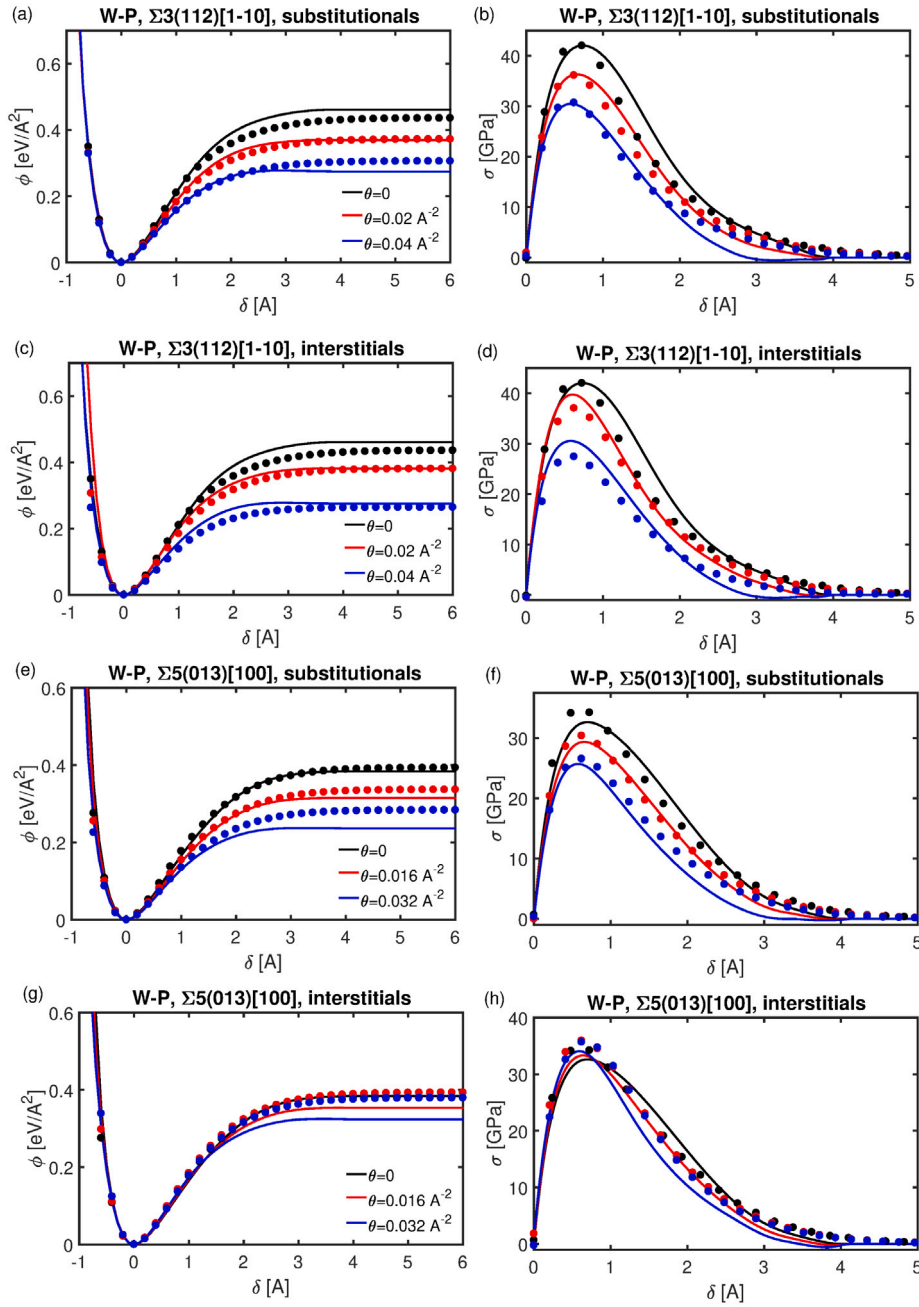 (a)
W-P, Σ3(112)[1-10], substitutionals
ϕ [eV/A²]
0.6
0.4
0.2
0
-1 0 1 2 3 4 5 6
δ [A]
θ=0
θ=0.02 A⁻²
θ=0.04 A⁻²
(b)
W-P, Σ3(112)[1-10], substitutionals
σ [GPa]
40
30
20
10
0
0 1 2 3 4 5
δ [A]
(c)
W-P, Σ3(112)[1-10], interstitials
ϕ [eV/A²]
0.6
0.4
0.2
0
-1 0 1 2 3 4 5 6
δ [A]
θ=0
θ=0.02 A⁻²
θ=0.04 A⁻²
(d)
W-P, Σ3(112)[1-10], interstitials
σ [GPa]
40
30
20
10
0
0 1 2 3 4 5
δ [A]
(e)
W-P, Σ5(013)[100], substitutionals
ϕ [eV/A²]
0.6
0.4
0.2
0
-1 0 1 2 3 4 5 6
δ [A]
θ=0
θ=0.016 A⁻²
θ=0.032 A⁻²
(f)
W-P, Σ5(013)[100], substitutionals
σ [GPa]
30
20
10
0
0 1 2 3 4 5
δ [A]
(g)
W-P, Σ5(013)[100], interstitials
ϕ [eV/A²]
0.6
0.4
0.2
0
-1 0 1 2 3 4 5 6
δ [A]
θ=0
θ=0.016 A⁻²
θ=0.032 A⁻²
(h)
W-P, Σ5(013)[100], interstitials
σ [GPa]
40
30
20
10
0
0 1 2 3 4 5
δ [A]